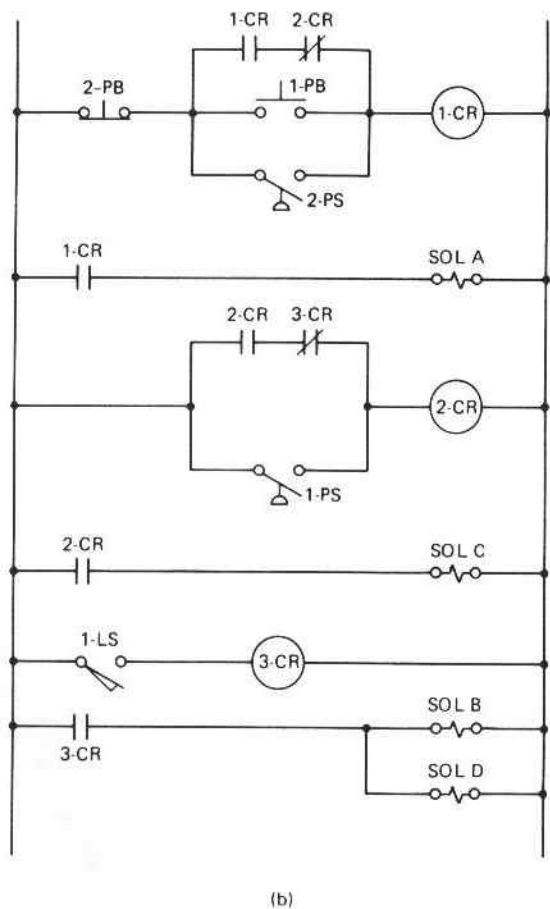 1-CR 2-CR
2-PB
1-PB
1-CR
2-PS
1-CR
SOL A
2-CR 3-CR
2-CR
1-PS
2-CR
SOL C
1-LS
3-CR
SOL B
3-CR
SOL D
(b)